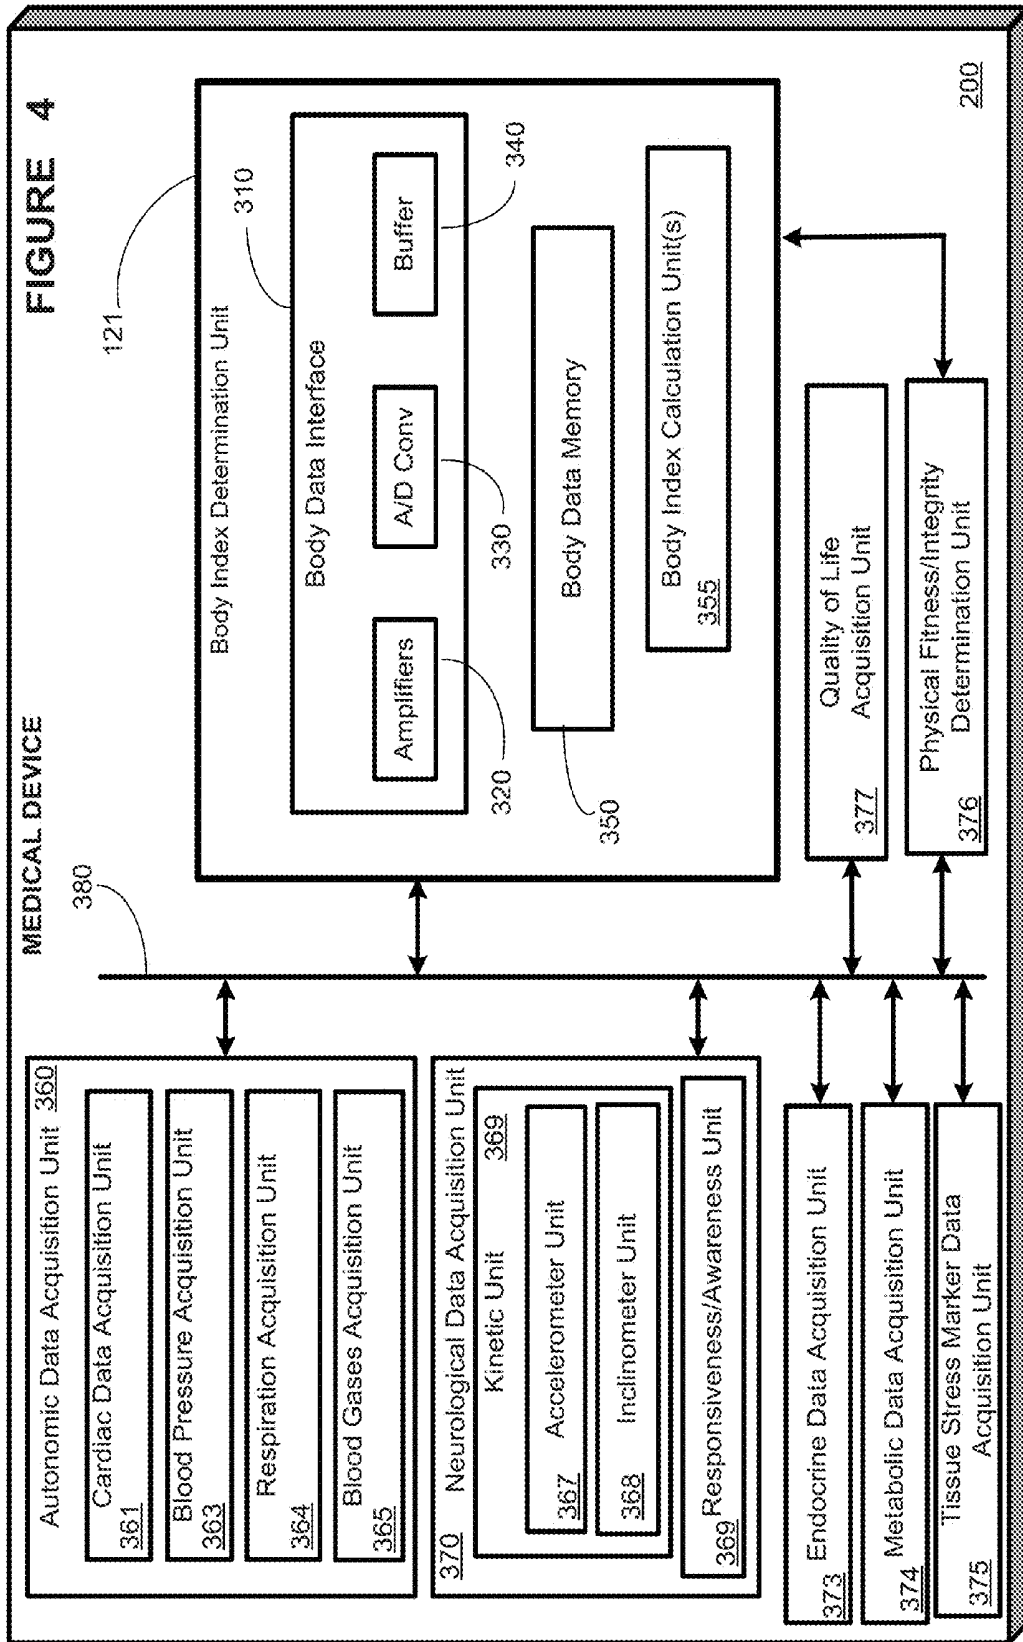 FIGURE 4
MEDICAL DEVICE
200
380
Autonomic Data Acquisition Unit 360
Cardiac Data Acquisition Unit
361
Blood Pressure Acquisition Unit
363
Respiration Acquisition Unit
364
Blood Gases Acquisition Unit
365
370 Neurological Data Acquisition Unit
Kinetic Unit 369
Accelerometer Unit
367
Inclinometer Unit
368
Responsiveness/Awareness Unit
369
Endocrine Data Acquisition Unit
373
Metabolic Data Acquisition Unit
374
Tissue Stress Marker Data
Acquisition Unit
375
121
Body Index Determination Unit
310
Body Data Interface
Amplifiers
A/D Conv
Buffer
320
330
340
Body Data Memory
350
Body Index Calculation Unit(s)
355
Quality of Life
Acquisition Unit
377
Physical Fitness/Integrity
Determination Unit
376